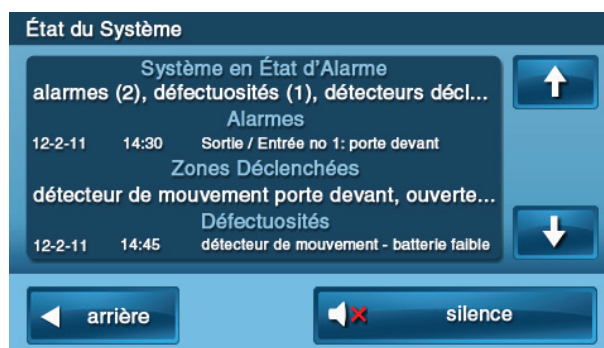 État du Système
Système en État d'Alarme
alarmes (2), défectuosités (1), détecteurs décl...
Alarmes
12-2-11 14:30 Sortie / Entrée no 1: porte devant
Zones Déclenchées
détecteur de mouvement porte devant, ouverte...
Défectuosités
12-2-11 14:45 détecteur de mouvement - batterie faible
arrière
silence